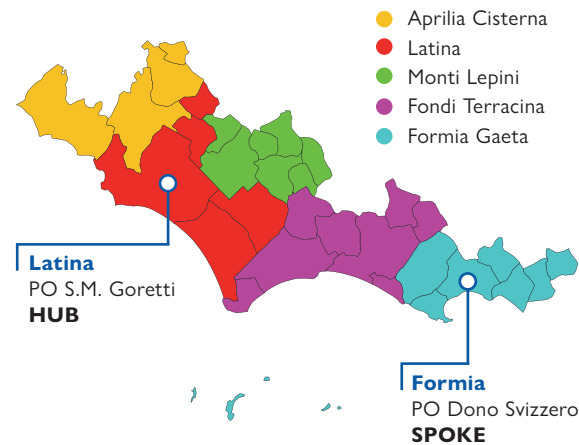 Aprilia Cisterna
Latina
Monti Lepini
Fondi Terracina
Formia Gaeta
Latina
PO S.M. Goretti
HUB
Formia
PO Dono Svizzero
SPOKE